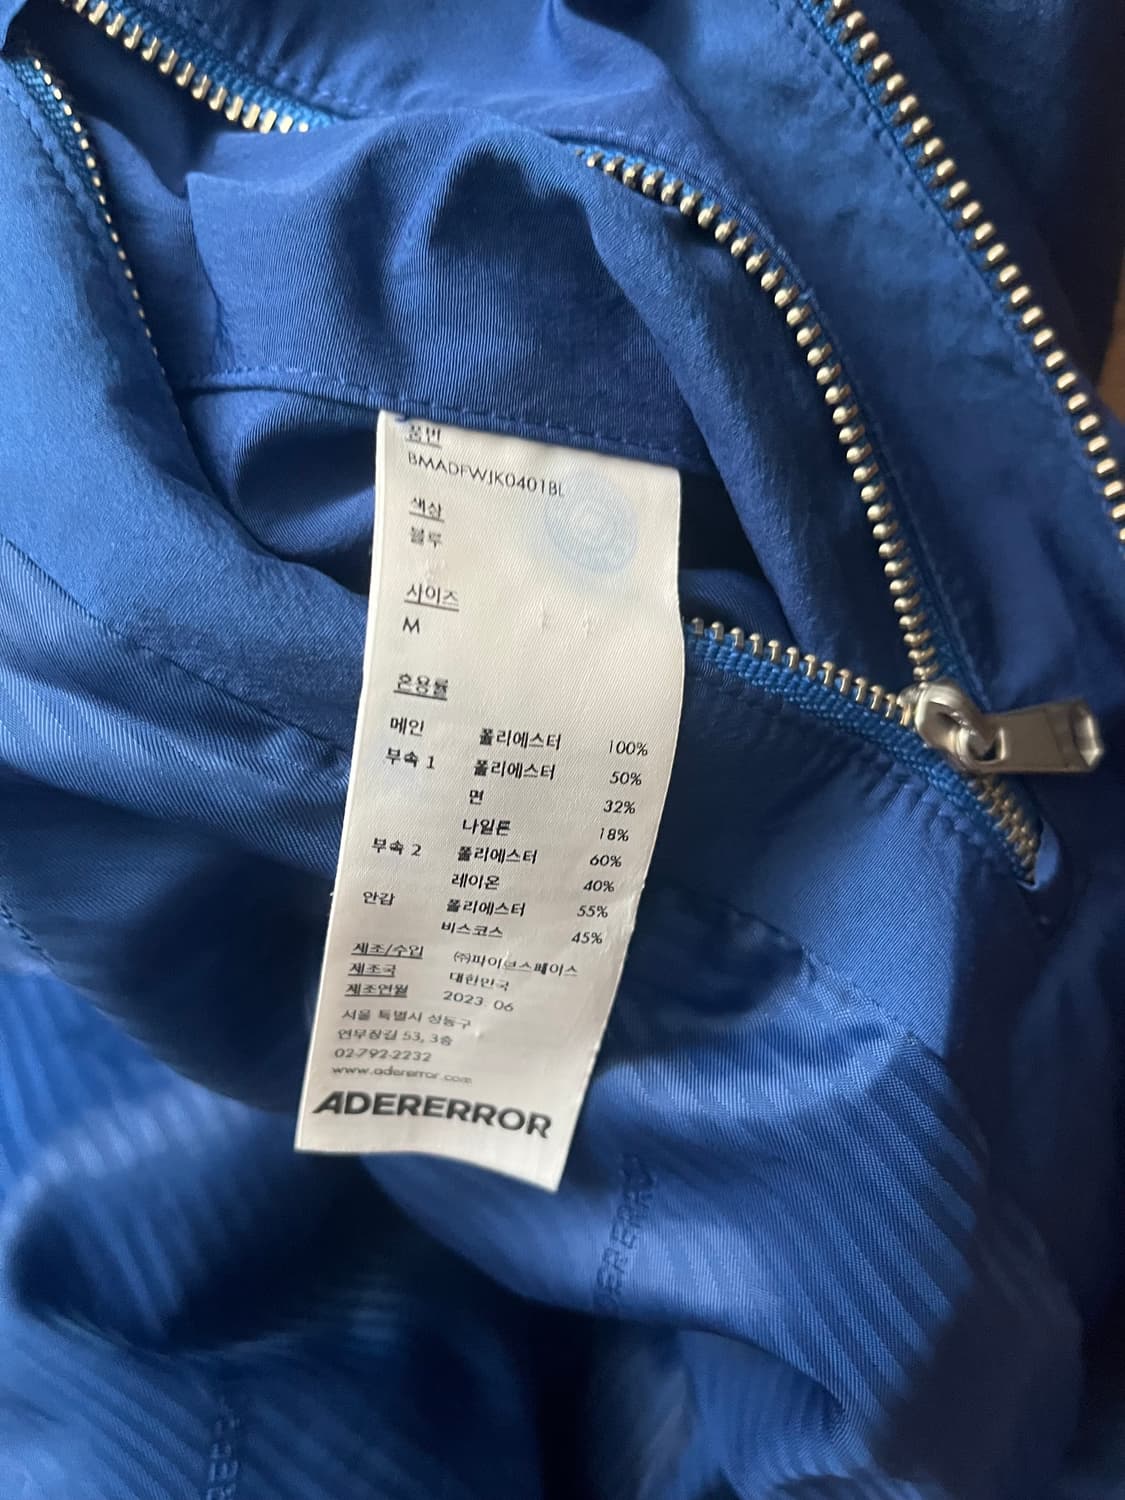 품번
BMADFWJK0401BL
색상
블루
사이즈
M
혼용률
메인 폴리에스터 100%
부속 1 폴리에스터 50%
면 32%
나일론 18%
부속 2 폴리에스터 60%
레이온 40%
안감 폴리에스터 55%
비스코스 45%
제조/수입 ㈜파이브스페이스
제조국 대한민국
제조연월 2023. 06
서울 특별시 성동구
연무장길 53, 3층
02-792-2232
www.adererror.com
ADERERROR